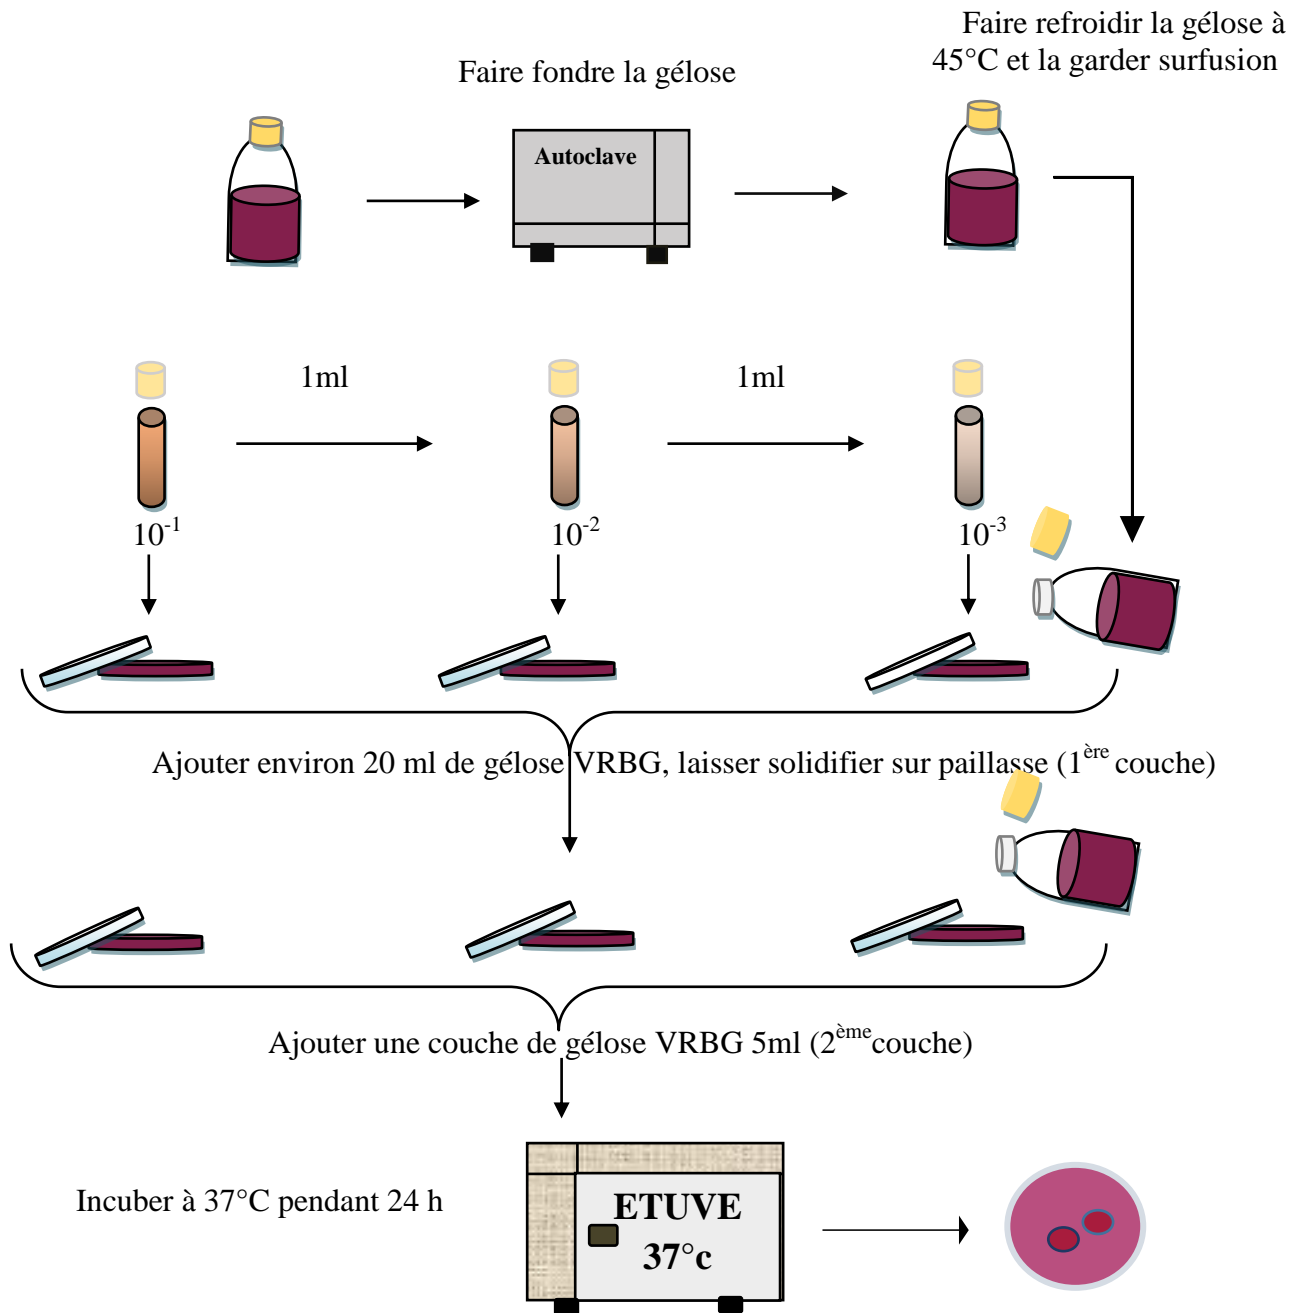 Faire refroidir la gélose à
45°C et la garder surfusion
Faire fondre la gélose
Autoclave
1ml
1ml
10⁻¹
10⁻²
10⁻³
Ajouter environ 20 ml de gélose VRBG, laisser solidifier sur paillasse (1ère couche)
Ajouter une couche de gélose VRBG 5ml (2ème couche)
Incuber à 37°C pendant 24 h
ETUVE
37°c